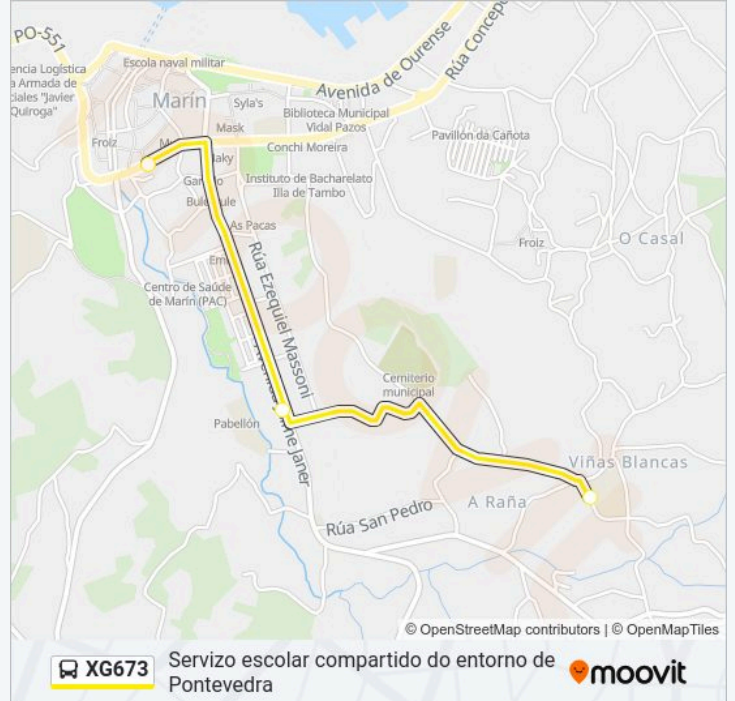 PO-551
encia Logística
a Armada de
ciales "Javier
Quiroga"
Escola naval militar
Marín
Syla's
Avenida de Ourense
Rúa Concepc
Biblioteca Municipal
Vidal Pazos
Mask
Froiz
Conchi Moreira
Pavillón da Cañota
Instituto de Bacharelato
Illa de Tambo
As Pacas
Froiz
O Casal
Centro de Saúde
de Marín (PAC)
Rúa Ezequiel Massoni
Cemiterio
municipal
Pabellón
Viñas Blancas
A Raña
Rúa San Pedro
© OpenStreetMap contributors | © OpenMapTiles
XG673
Servizo escolar compartido do entorno de
Pontevedra
moovit